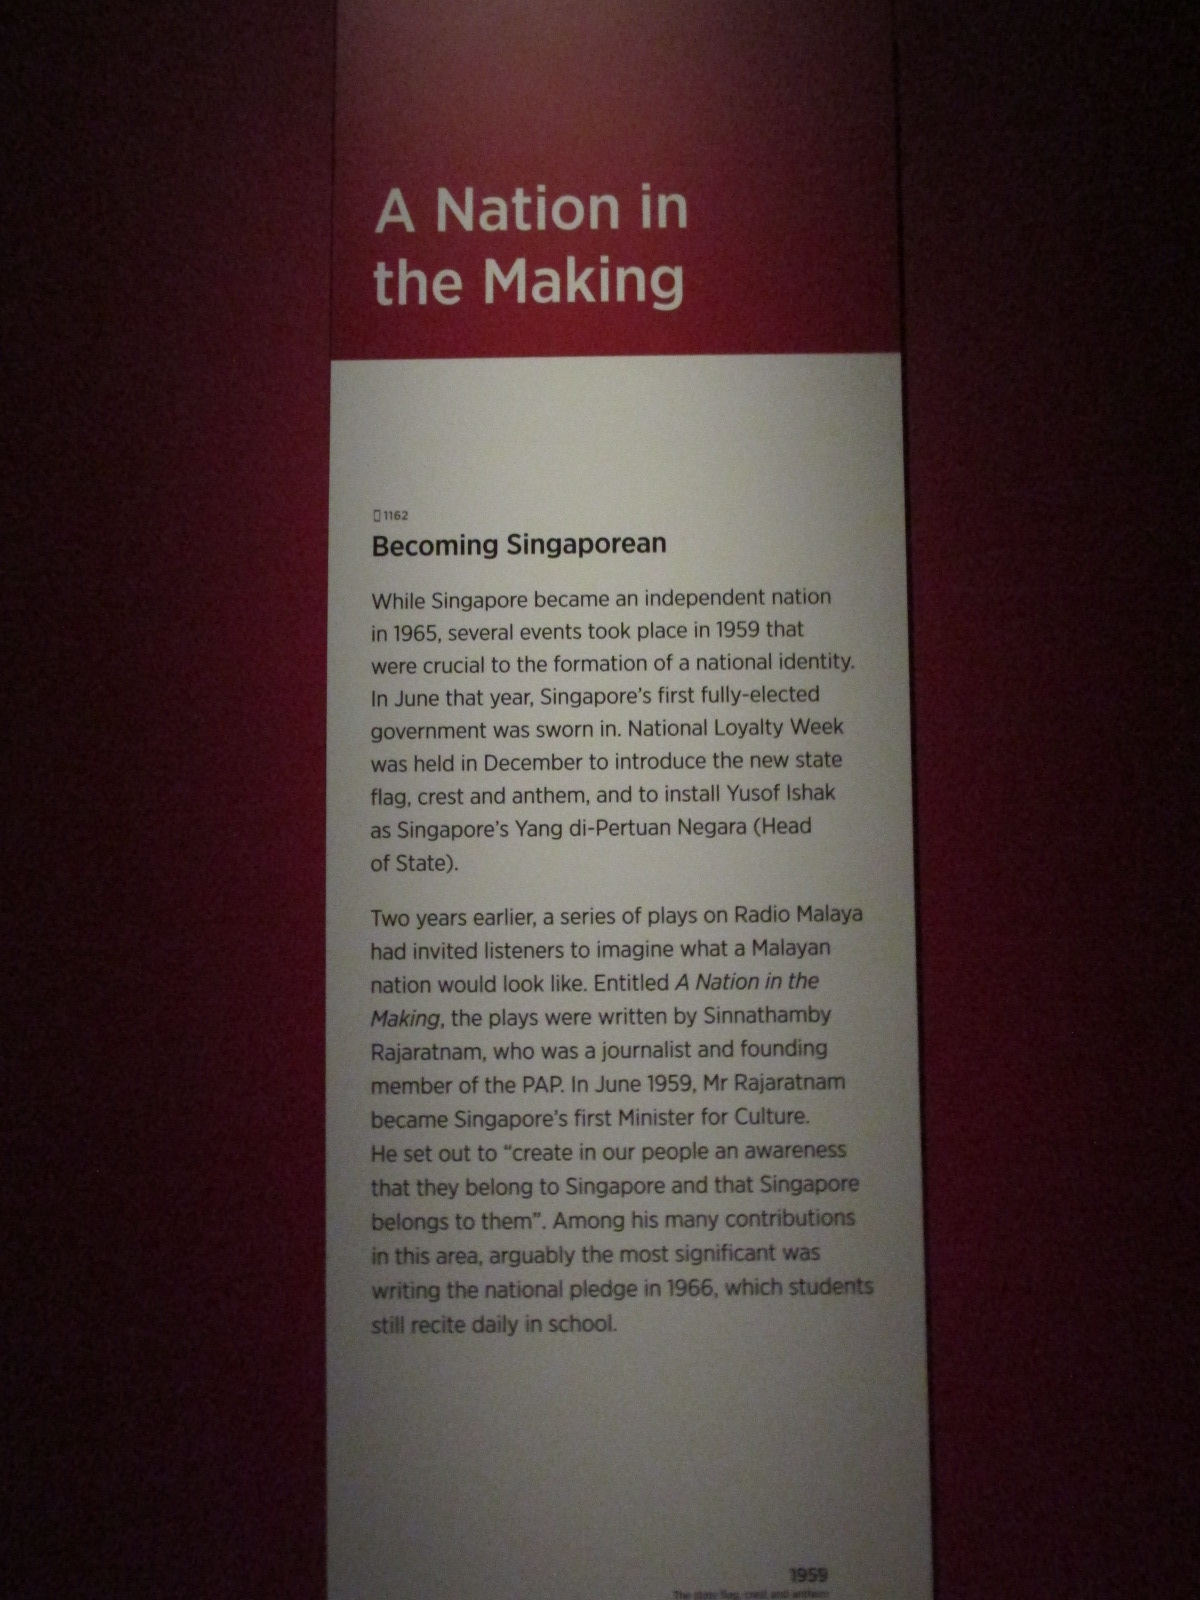 A Nation in
the Making
1162
Becoming Singaporean
While Singapore became an independent nation
in 1965, several events took place in 1959 that
were crucial to the formation of a national identity.
In June that year, Singapore's first fully-elected
government was sworn in. National Loyalty Week
was held in December to introduce the new state
flag, crest and anthem, and to install Yusof Ishak
as Singapore's Yang di-Pertuan Negara (Head
of State).
Two years earlier, a series of plays on Radio Malaya
had invited listeners to imagine what a Malayan
nation would look like. Entitled A Nation in the
Making, the plays were written by Sinnathamby
Rajaratnam, who was a journalist and founding
member of the PAP. In June 1959, Mr Rajaratnam
became Singapore's first Minister for Culture.
He set out to “create in our people an awareness
that they belong to Singapore and that Singapore
belongs to them”. Among his many contributions
in this area, arguably the most significant was
writing the national pledge in 1966, which students
still recite daily in school.
1959
The state flag, crest and anthem